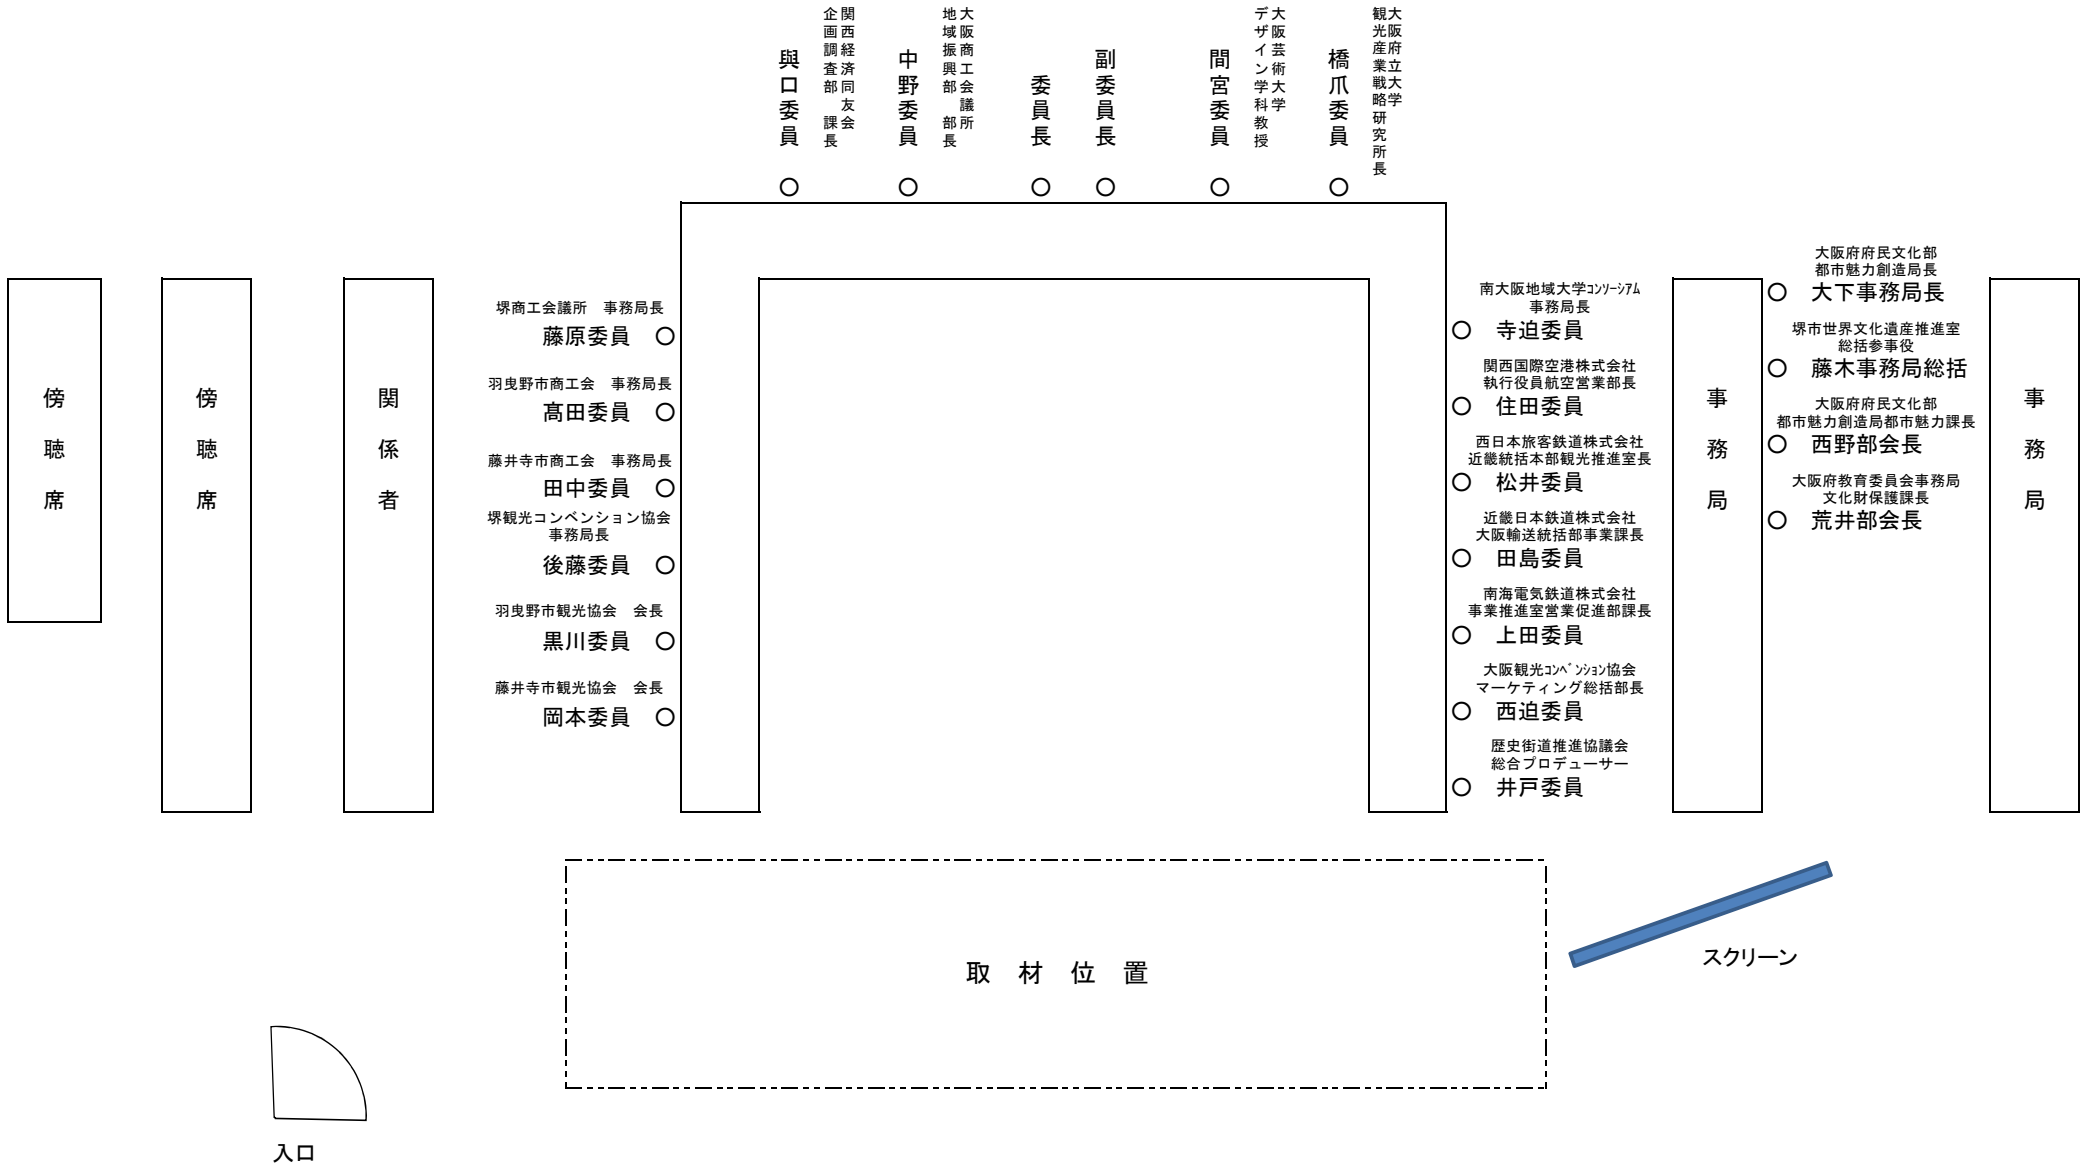 與口委員
関西経済同友会
企画調査部　課長
中野委員
大阪商工会議所
地域振興部　部長
委員長
副委員長
間宮委員
大阪芸術大学
デザイン学科教授
橋爪委員
大阪府立大学
観光産業戦略研究所長
傍聴席
傍聴席
関係者
堺商工会議所　事務局長
藤原委員
羽曳野市商工会　事務局長
髙田委員
藤井寺市商工会　事務局長
田中委員
堺観光コンベンション協会
事務局長
後藤委員
羽曳野市観光協会　会長
黒川委員
藤井寺市観光協会　会長
岡本委員
南大阪地域大学ｺﾝｿｰｼｱﾑ
事務局長
寺迫委員
関西国際空港株式会社
執行役員航空営業部長
住田委員
西日本旅客鉄道株式会社
近畿統括本部観光推進室長
松井委員
近畿日本鉄道株式会社
大阪輸送統括部事業課長
田島委員
南海電気鉄道株式会社
事業推進室営業促進部課長
上田委員
大阪観光ｺﾝﾍﾞﾝｼｮﾝ協会
マーケティング総括部長
西迫委員
歴史街道推進協議会
総合プロデューサー
井戸委員
事務局
大阪府府民文化部
都市魅力創造局長
大下事務局長
堺市世界文化遺産推進室
総括参事役
藤木事務局総括
大阪府府民文化部
都市魅力創造局都市魅力課長
西野部会長
大阪府教育委員会事務局
文化財保護課長
荒井部会長
事務局
取材位置
スクリーン
入口